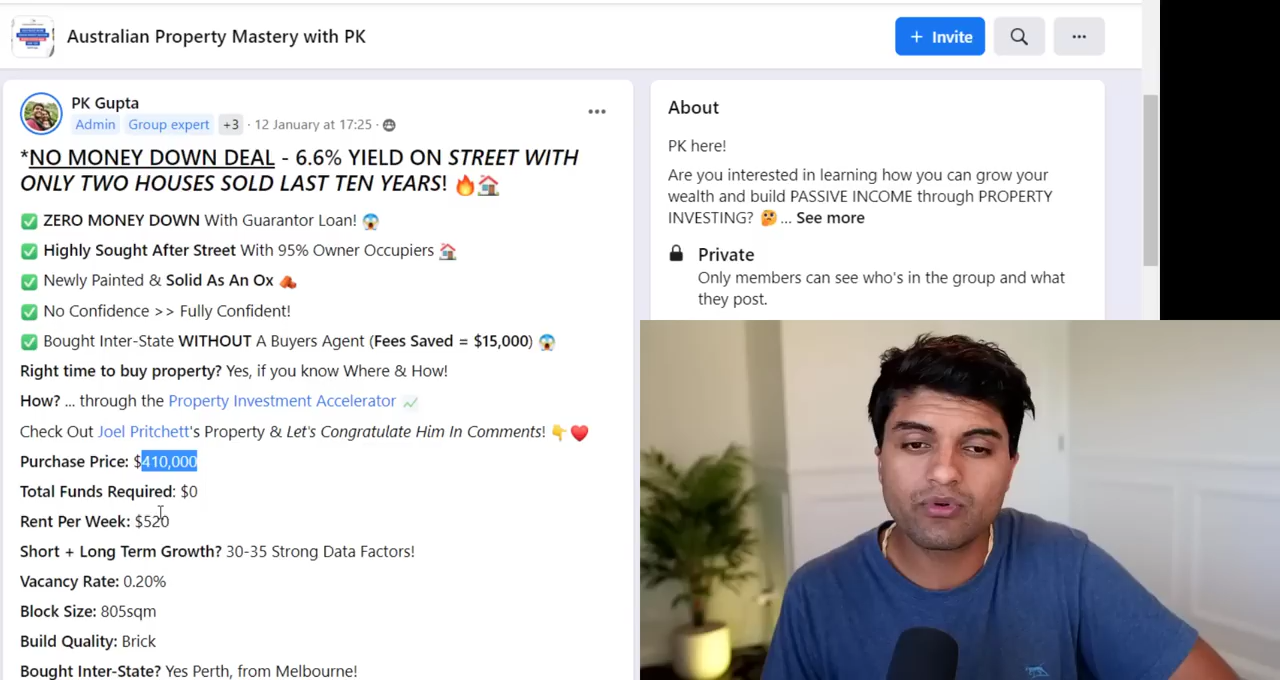 Australian Property Mastery with PK
+ Invite
PK Gupta
Admin Group expert +3 · 12 January at 17:25 ·
*NO MONEY DOWN DEAL - 6.6% YIELD ON STREET WITH
ONLY TWO HOUSES SOLD LAST TEN YEARS! 🔥🏠
✅ ZERO MONEY DOWN With Guarantor Loan! 😱
✅ Highly Sought After Street With 95% Owner Occupiers 🏠
✅ Newly Painted & Solid As An Ox
✅ No Confidence >> Fully Confident!
✅ Bought Inter-State WITHOUT A Buyers Agent (Fees Saved = $15,000) 😱
Right time to buy property? Yes, if you know Where & How!
How? ... through the Property Investment Accelerator 📈
Check Out Joel Pritchett's Property & Let's Congratulate Him In Comments! 👇❤️
Purchase Price: $410,000
Total Funds Required: $0
Rent Per Week: $520
Short + Long Term Growth? 30-35 Strong Data Factors!
Vacancy Rate: 0.20%
Block Size: 805sqm
Build Quality: Brick
Bought Inter-State? Yes Perth, from Melbourne!
About
PK here!
Are you interested in learning how you can grow your
wealth and build PASSIVE INCOME through PROPERTY
INVESTING? 🤔 ... See more
Private
Only members can see who's in the group and what
they post.